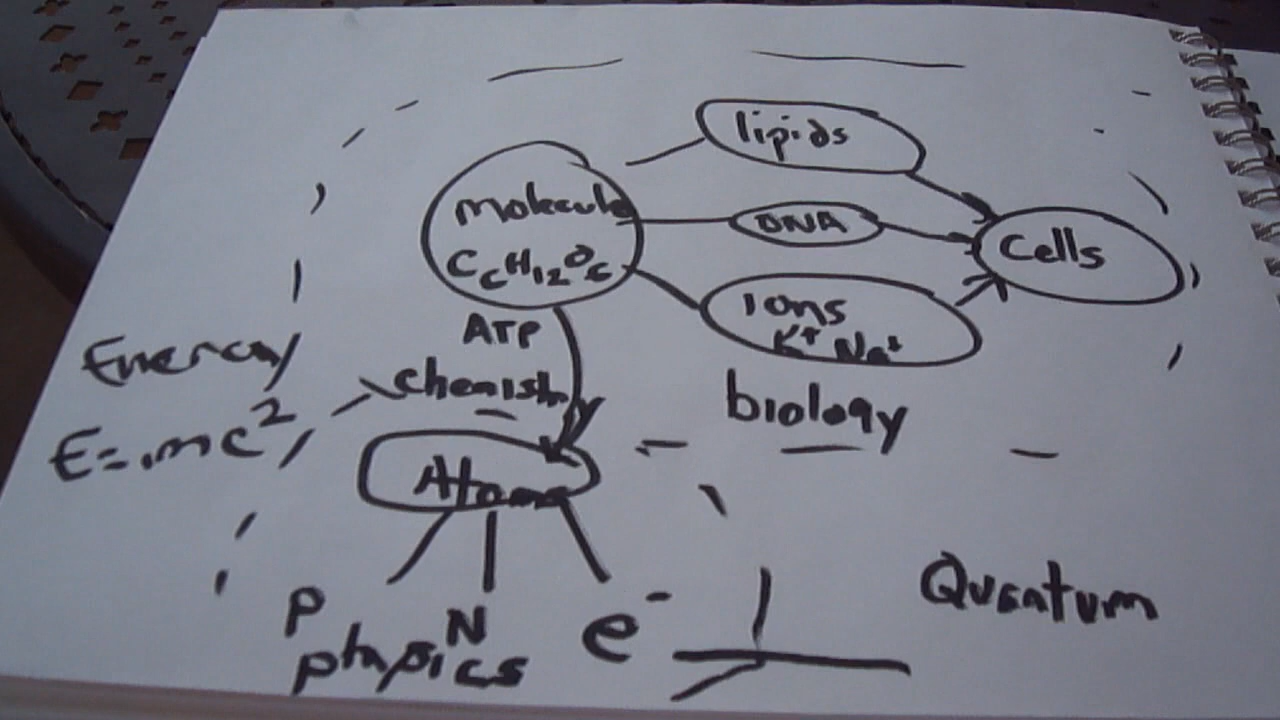 lipids
molecule
C6H12O6
DNA
Cells
Ions
K+ Na+
ATP
Energy
chemistry
biology
E=mc²
Atoms
Quantum
P N e-
physics